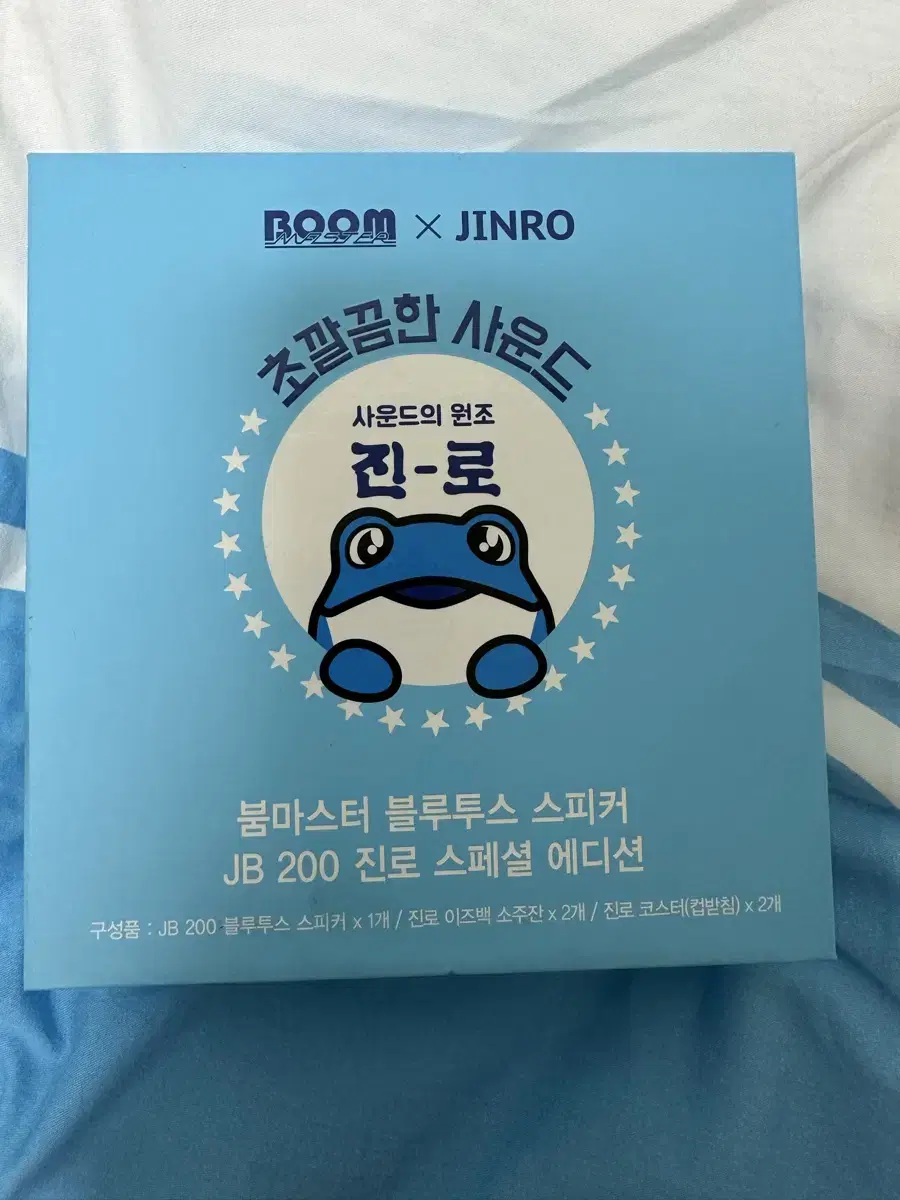 BOOM MASTER × JINRO
초깔끔한 사운드
사운드의 원조
진-로
붐마스터 블루투스 스피커
JB 200 진로 스페셜 에디션
구성품 : JB 200 블루투스 스피커 x 1개 / 진로 이즈백 소주잔 x 2개 / 진로 코스터(컵받침) x 2개